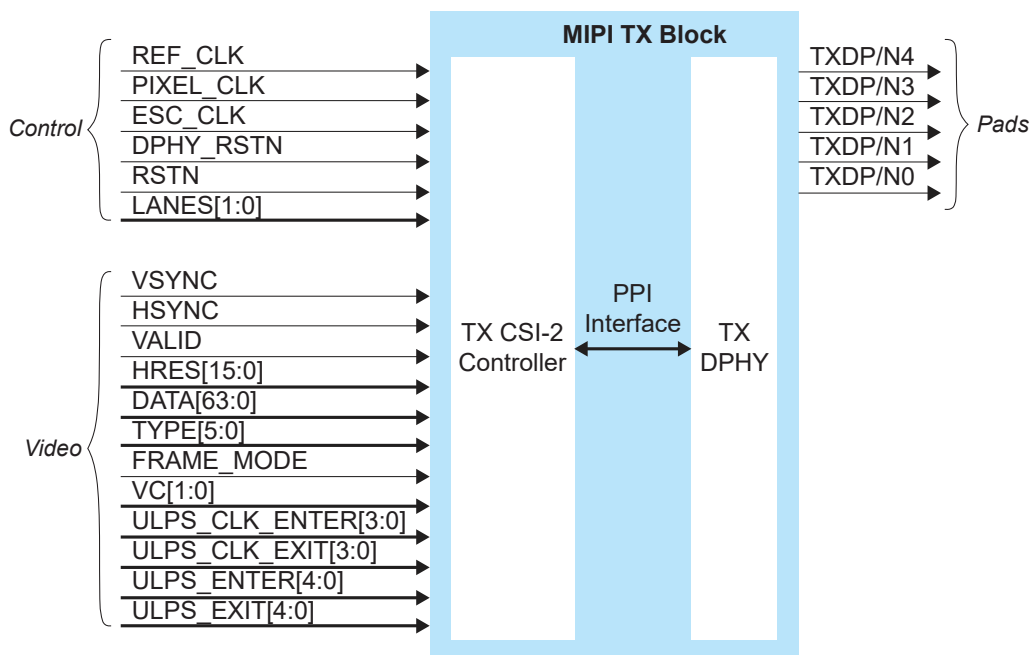 MIPI TX Block
Control
REF_CLK
PIXEL_CLK
ESC_CLK
DPHY_RSTN
RSTN
LANES[1:0]
Video
VSYNC
HSYNC
VALID
HRES[15:0]
DATA[63:0]
TYPE[5:0]
FRAME_MODE
VC[1:0]
ULPS_CLK_ENTER[3:0]
ULPS_CLK_EXIT[3:0]
ULPS_ENTER[4:0]
ULPS_EXIT[4:0]
TX CSI-2
Controller
PPI
Interface
TX
DPHY
TXDP/N4
TXDP/N3
TXDP/N2
TXDP/N1
TXDP/N0
Pads